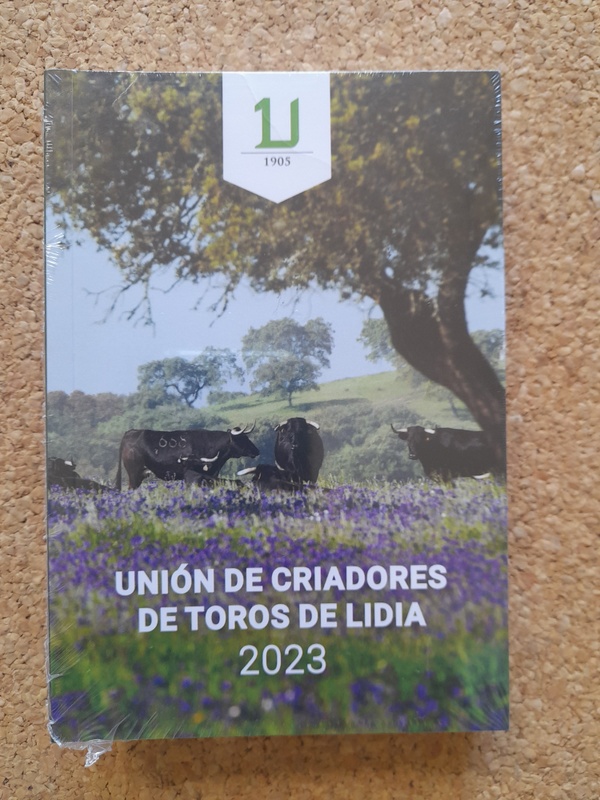 U
1905
UNIÓN DE CRIADORES
DE TOROS DE LIDIA
2023